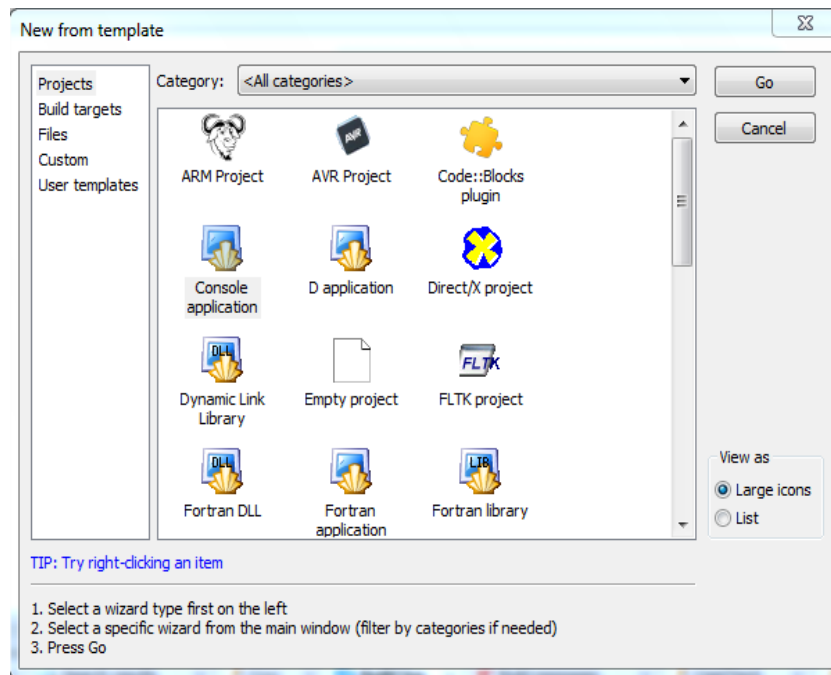 New from template
Projects
Build targets
Files
Custom
User templates
Category: <All categories>
Go
Cancel
AVR
ARM Project
AVR Project
Code::Blocks
plugin
Console
application
D application
Direct/X project
DLL
FLTK
Dynamic Link
Library
Empty project
FLTK project
DLL
LIB
Fortran DLL
Fortran
application
Fortran library
View as
Large icons
List
TIP: Try right-clicking an item
1. Select a wizard type first on the left
2. Select a specific wizard from the main window (filter by categories if needed)
3. Press Go